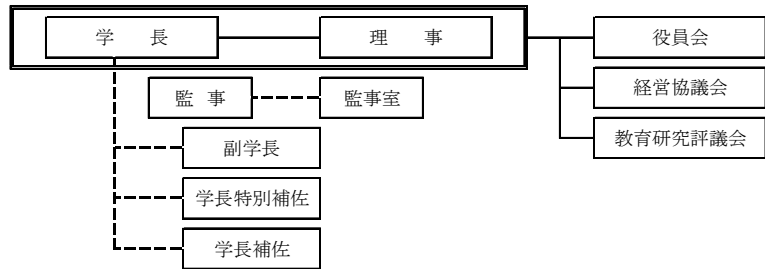 学　長
理　事
役員会
監　事
監事室
経営協議会
副学長
教育研究評議会
学長特別補佐
学長補佐